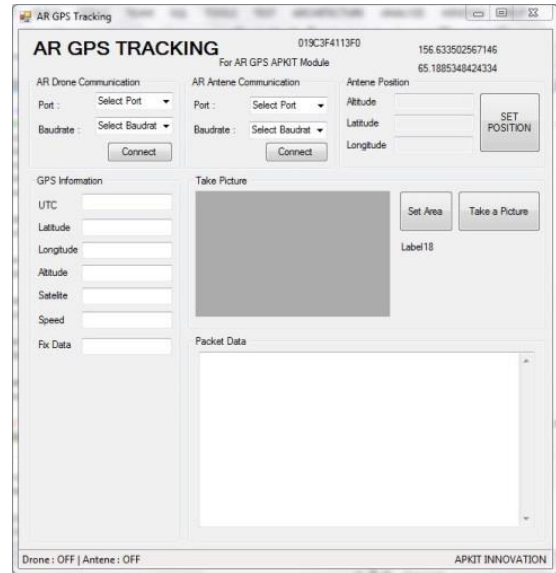 AR GPS Tracking
AR GPS TRACKING
019C3F4113F0
156.633502567146
For AR GPS APKIT Module
65.1885348424334
AR Drone Communication
Port :
Select Port
Baudrate :
Select Baudrat
Connect
AR Antene Communication
Port :
Select Port
Baudrate :
Select Baudrat
Connect
Antene Position
Altitude
Latitude
Longtude
SET
POSITION
GPS Information
UTC
Latitude
Longitude
Altitude
Satelite
Speed
Fix Data
Take Picture
Set Area
Take a Picture
Label18
Packet Data
Drone : OFF | Antene : OFF
APKIT INNOVATION